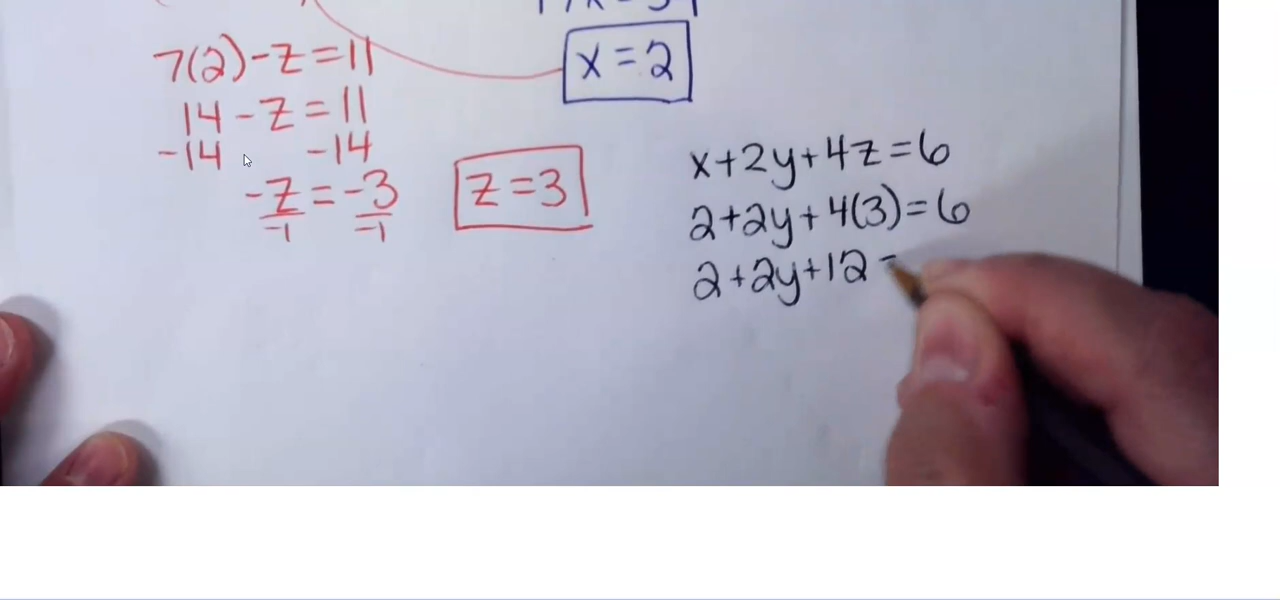 x=2
7(2)-z=11
14-z=11
-14 -14
-z=-3
-1 -1
z=3
x+2y+4z=6
2+2y+4(3)=6
2+2y+12